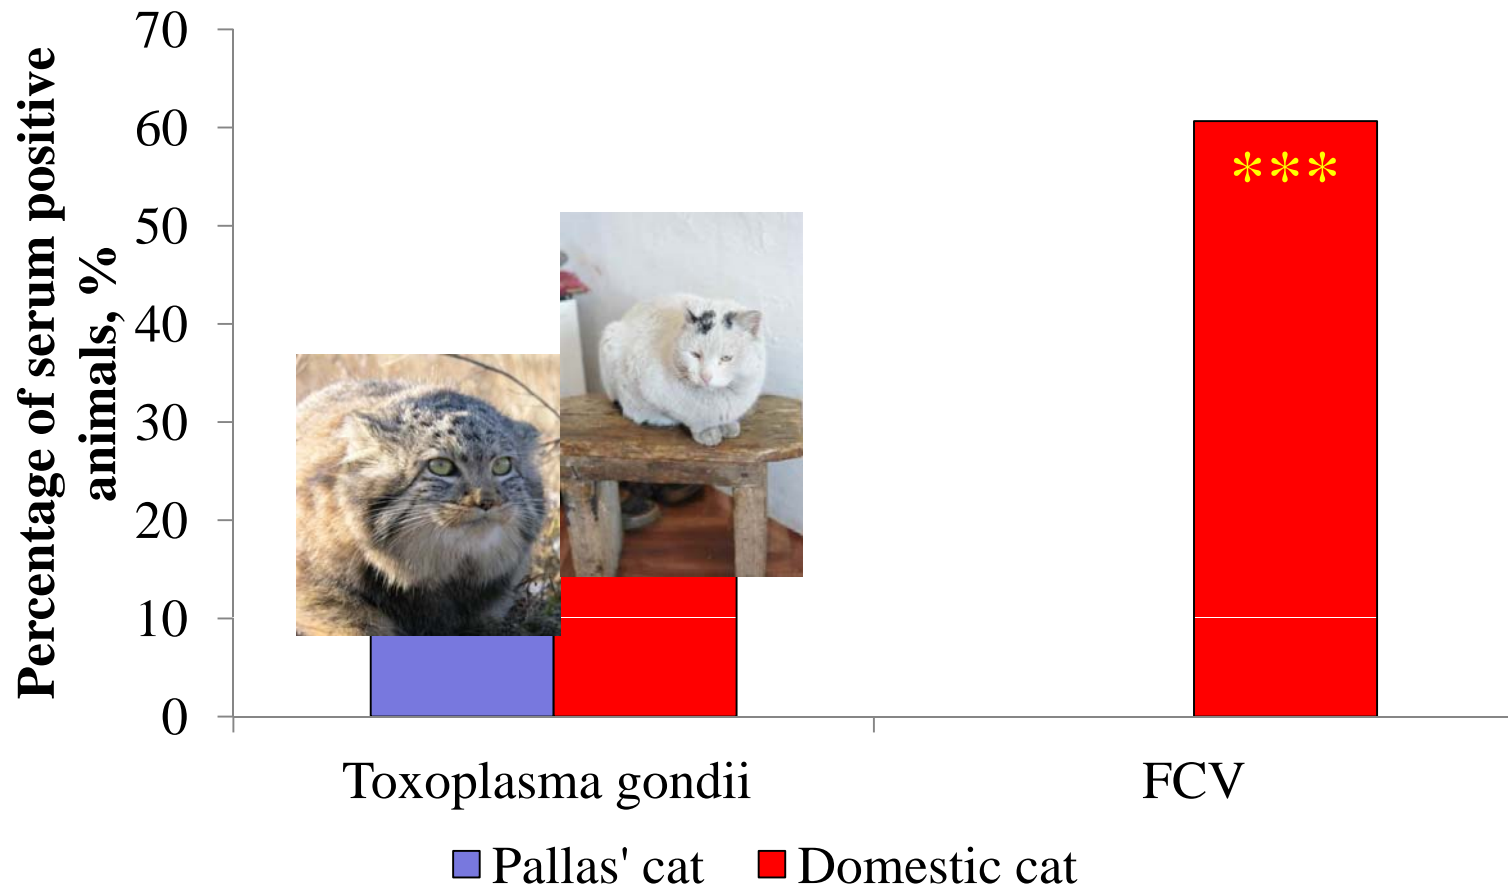 Percentage of serum positive
animals, %
70
60
50
40
30
20
10
0
***
Toxoplasma gondii
FCV
Pallas' cat
Domestic cat